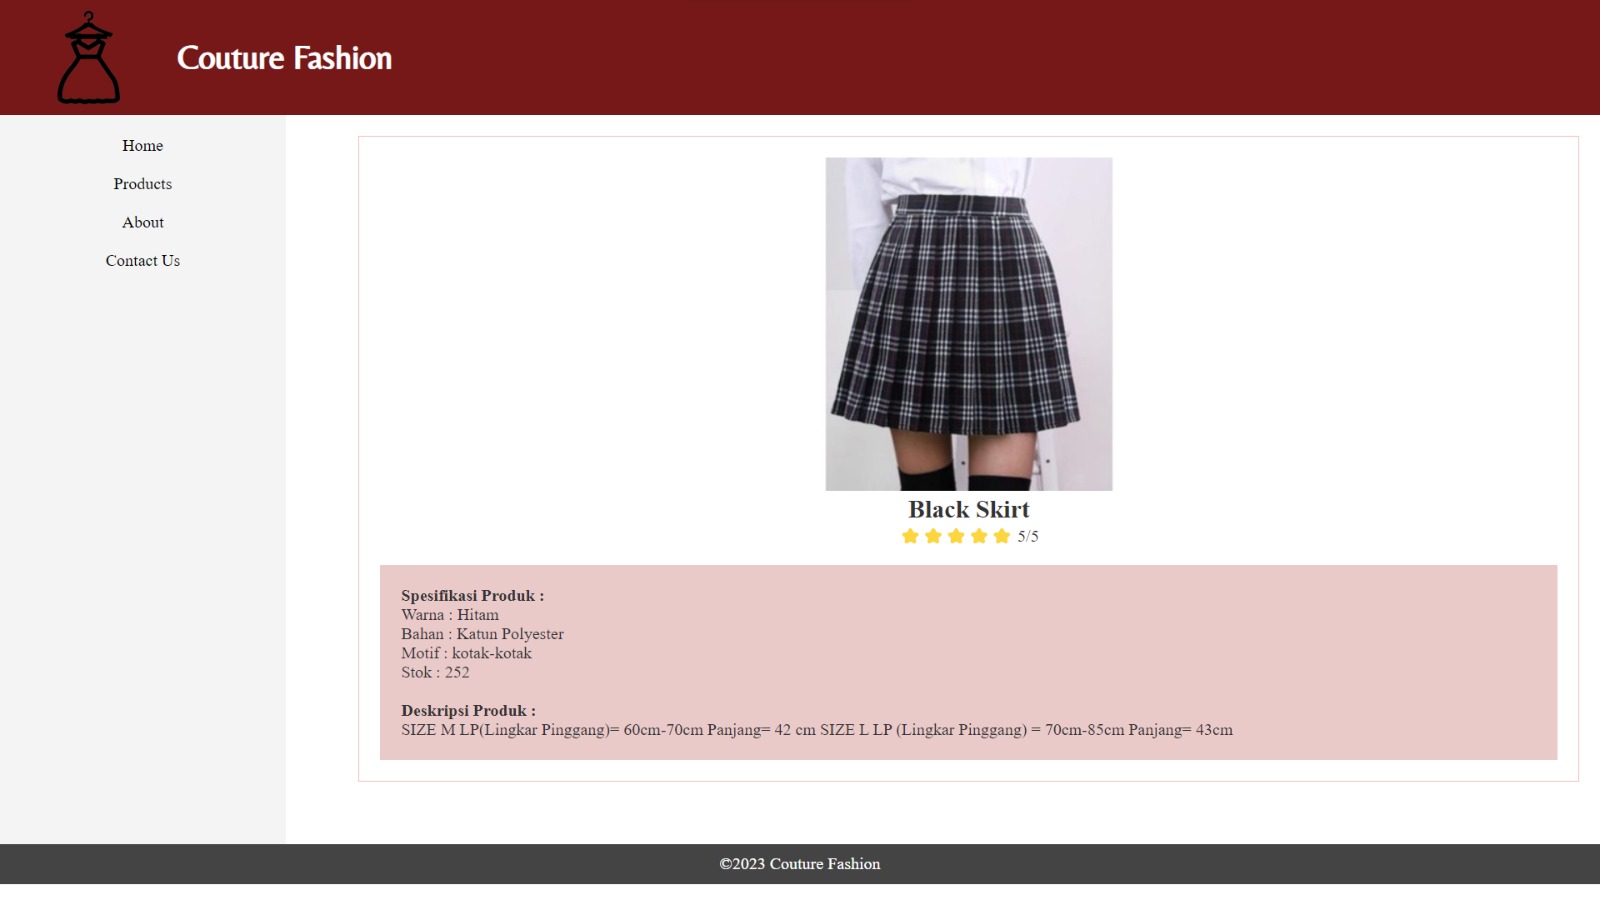 Couture Fashion
Home
Products
About
Contact Us
Black Skirt
5/5
Spesifikasi Produk :
Warna : Hitam
Bahan : Katun Polyester
Motif : kotak-kotak
Stok : 252
Deskripsi Produk :
SIZE M LP(Lingkar Pinggang)= 60cm-70cm Panjang= 42 cm SIZE L LP (Lingkar Pinggang) = 70cm-85cm Panjang= 43cm
©2023 Couture Fashion